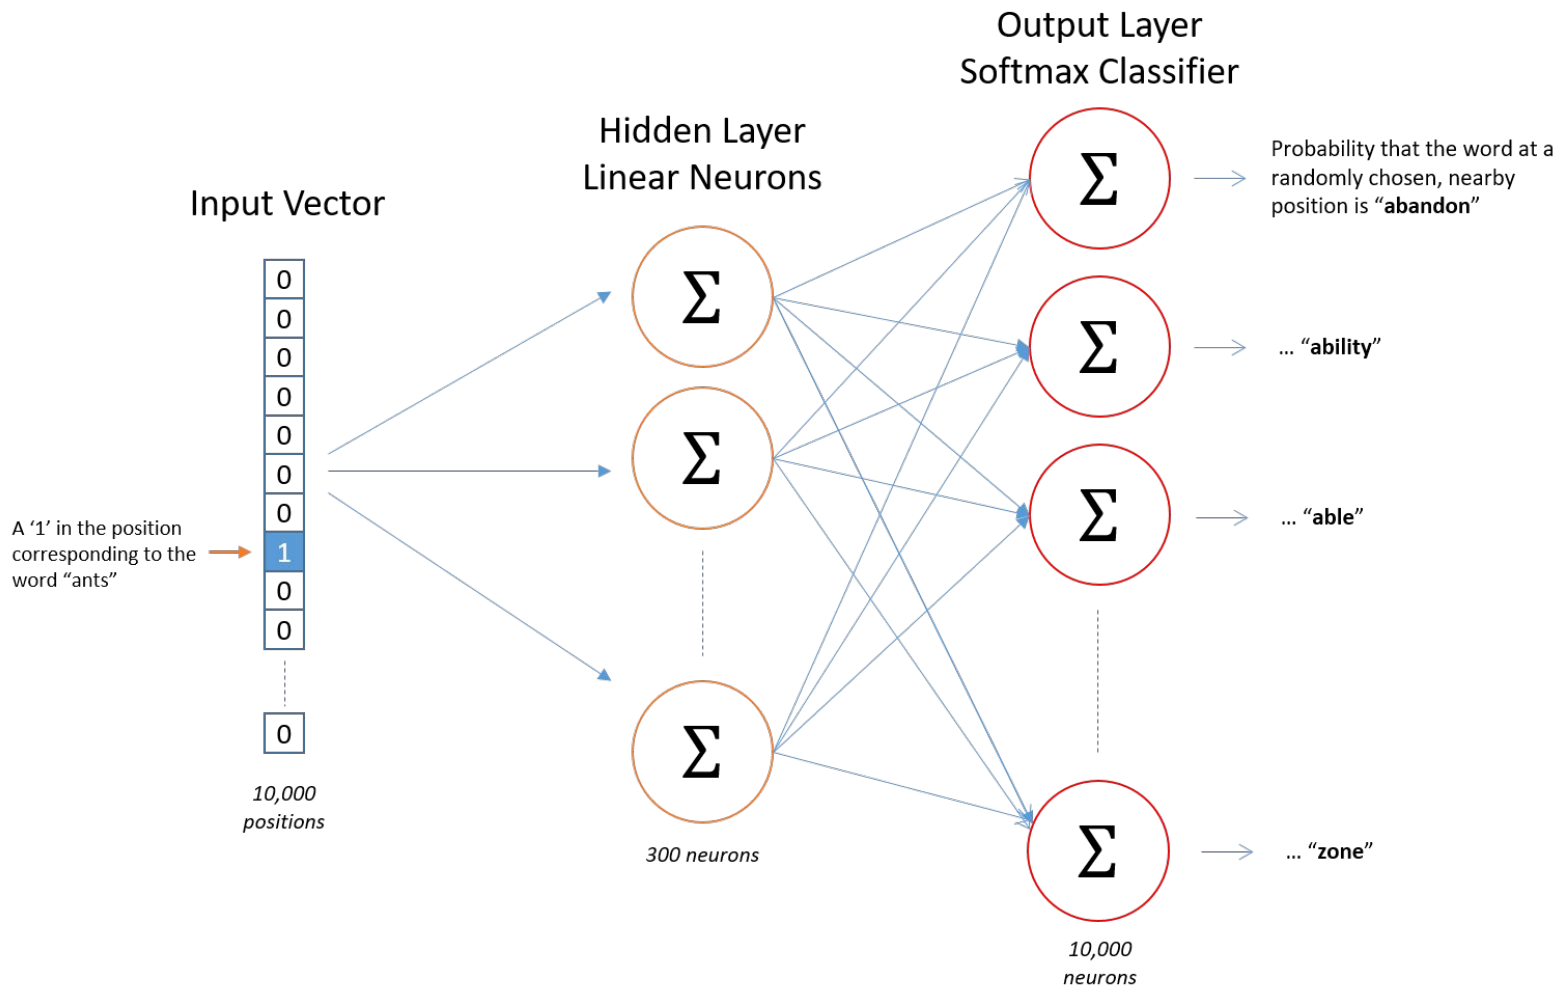 Output Layer
Softmax Classifier
Hidden Layer
Linear Neurons
Input Vector
0
0
0
0
0
0
0
1
0
0
0
A ‘1’ in the position
corresponding to the
word “ants”
10,000
positions
Σ
Σ
Σ
300 neurons
Σ
Σ
Σ
Σ
10,000
neurons
Probability that the word at a
randomly chosen, nearby
position is “abandon”
... “ability”
... “able”
... “zone”